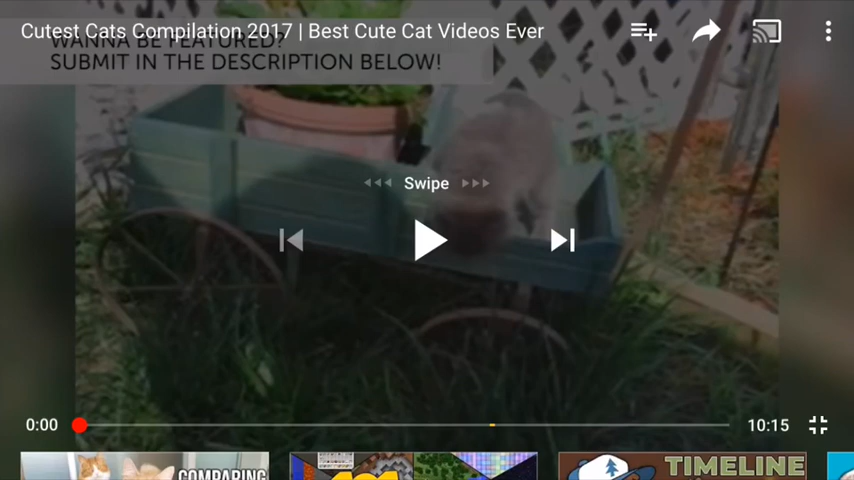 Cutest Cats Compilation 2017 | Best Cute Cat Videos Ever
WANNA BE FEATURED?
SUBMIT IN THE DESCRIPTION BELOW!
Swipe
0:00
10:15
COMPARING
TIMELINE